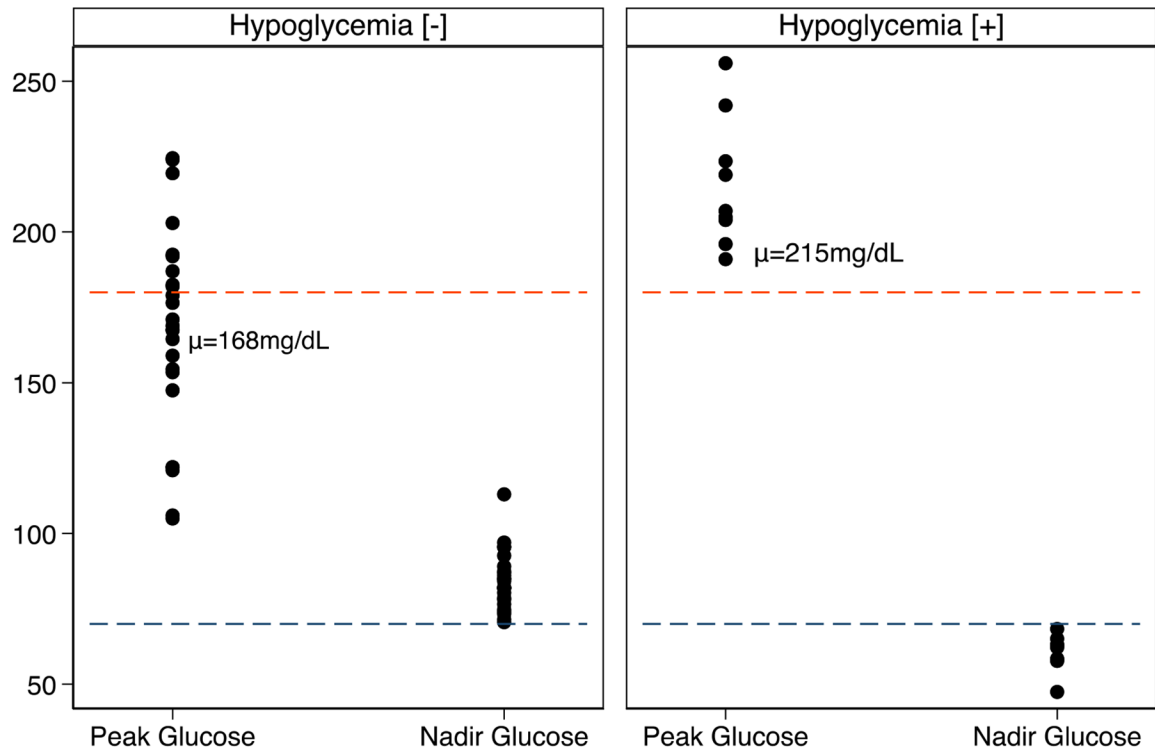 Hypoglycemia [-]
Hypoglycemia [+]
250
200
150
100
50
μ=168mg/dL
μ=215mg/dL
Peak Glucose
Nadir Glucose
Peak Glucose
Nadir Glucose